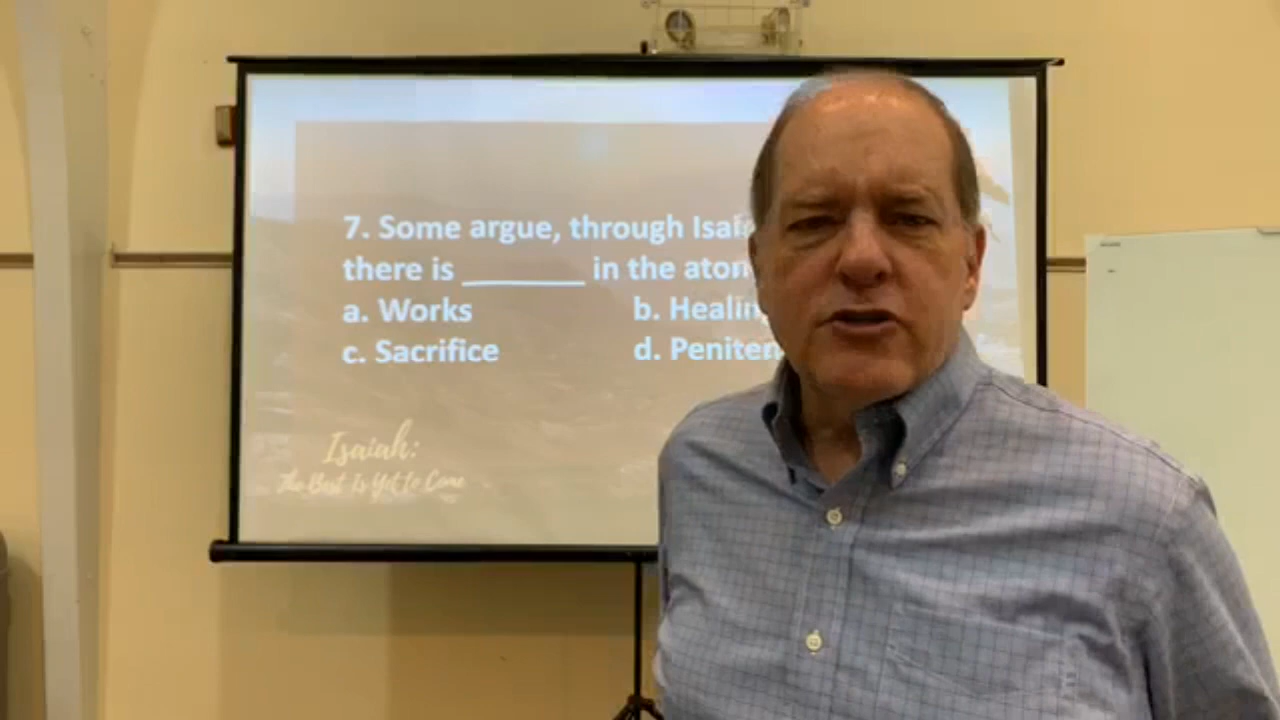 7. Some argue, through Isai
there is ______ in the aton
a. Works b. Healin
c. Sacrifice d. Peniten
Isaiah:
The Best Is Yet to Come